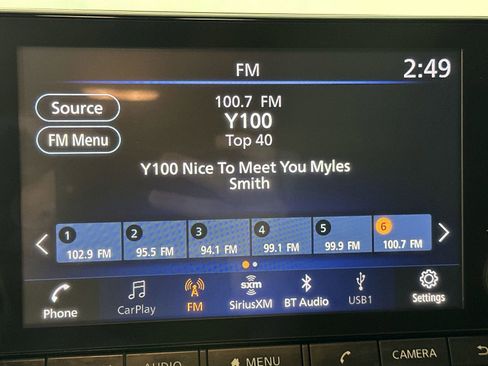 FM
2:49
Source
100.7 FM
Y100
FM Menu
Top 40
Y100 Nice To Meet You Myles
Smith
1 2 3 4 5 6
102.9 FM 95.5 FM 94.1 FM 99.1 FM 99.9 FM 100.7 FM
Phone CarPlay FM sxm SiriusXM BT Audio USB1 Settings
AUDIO MENU CAMERA